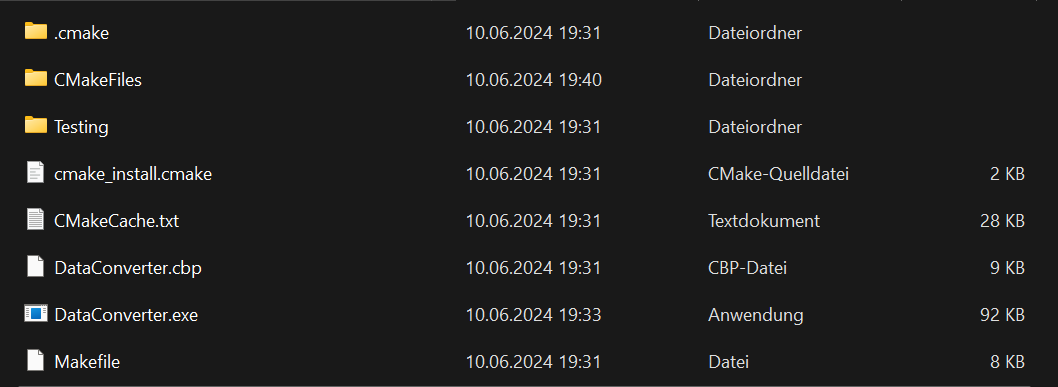 .cmake 10.06.2024 19:31 Dateiordner
CMakeFiles 10.06.2024 19:40 Dateiordner
Testing 10.06.2024 19:31 Dateiordner
cmake_install.cmake 10.06.2024 19:31 CMake-Quelldatei 2 KB
CMakeCache.txt 10.06.2024 19:31 Textdokument 28 KB
DataConverter.cbp 10.06.2024 19:31 CBP-Datei 9 KB
DataConverter.exe 10.06.2024 19:33 Anwendung 92 KB
Makefile 10.06.2024 19:31 Datei 8 KB